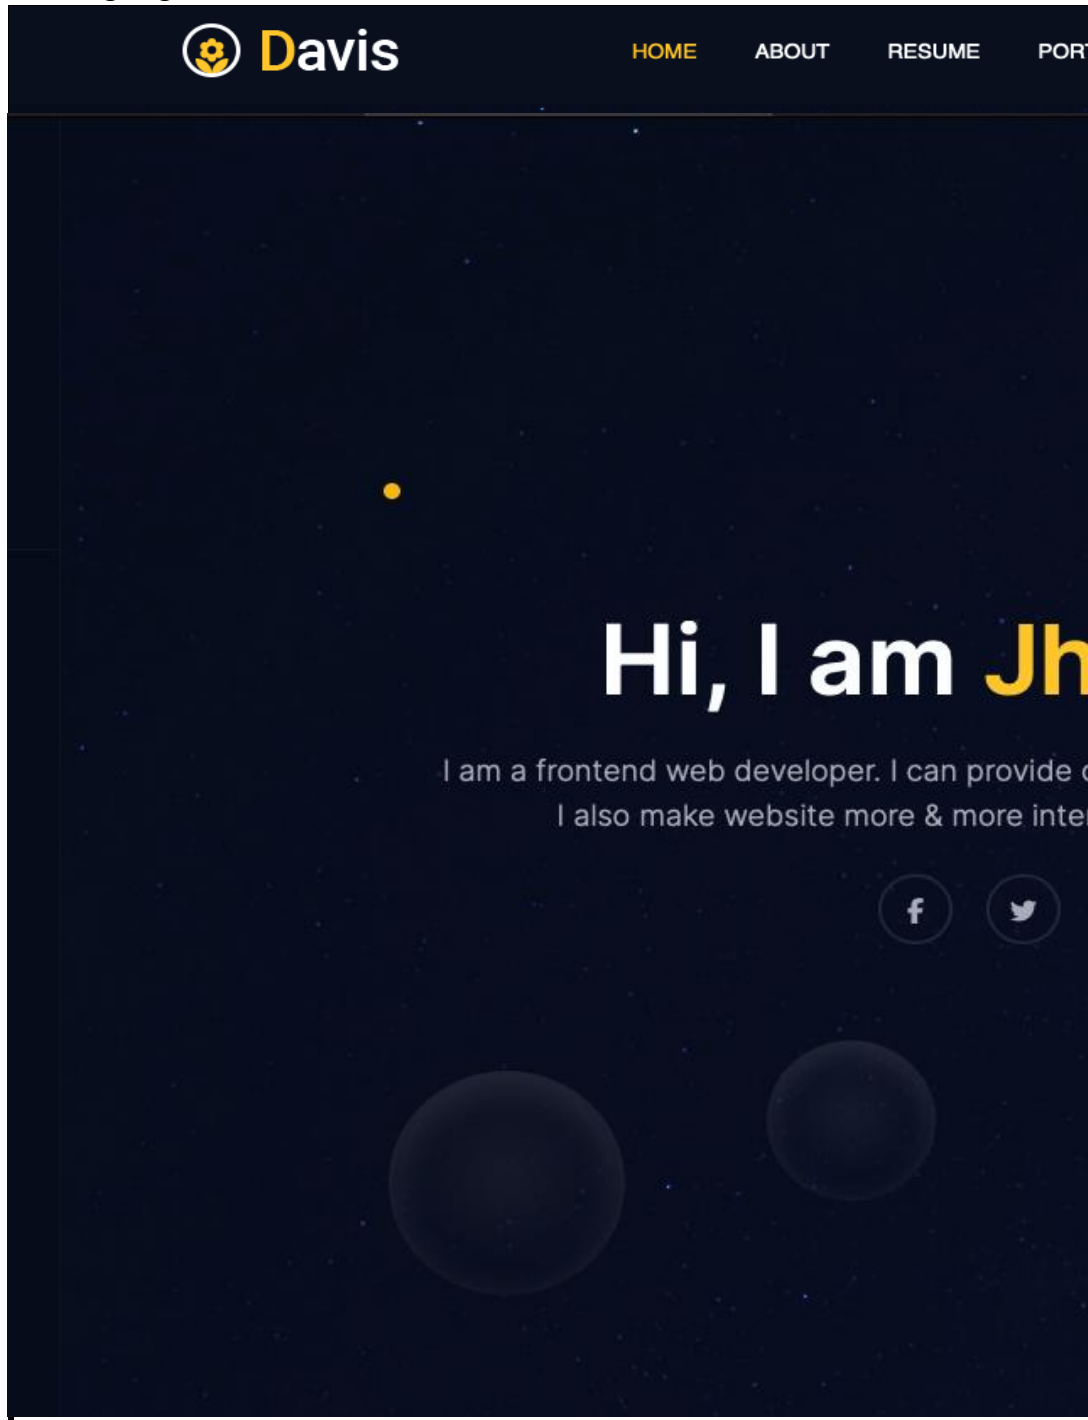 Davis HOME ABOUT RESUME
Hi, I am
I am a frontend web developer. I can provide
I also make website more & more